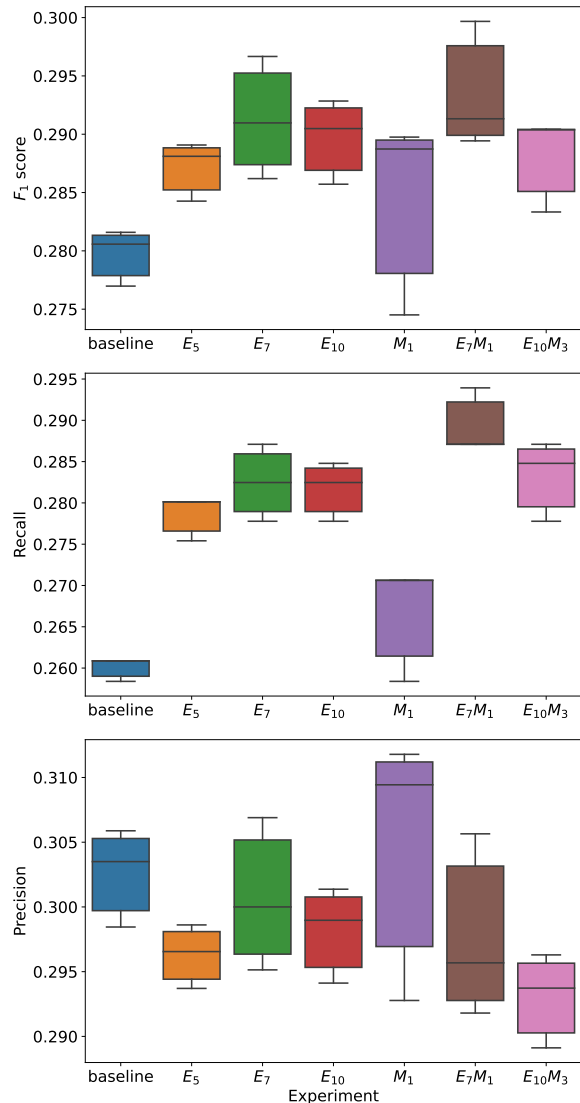 0.300
0.295
0.290
0.285
0.280
0.275
F₁ score
baseline E₅ E₇ E₁₀ M₁ E₇M₁ E₁₀M₃
0.295
0.290
0.285
0.280
0.275
0.270
0.265
0.260
Recall
baseline E₅ E₇ E₁₀ M₁ E₇M₁ E₁₀M₃
0.310
0.305
0.300
0.295
0.290
Precision
baseline E₅ E₇ E₁₀ M₁ E₇M₁ E₁₀M₃
Experiment